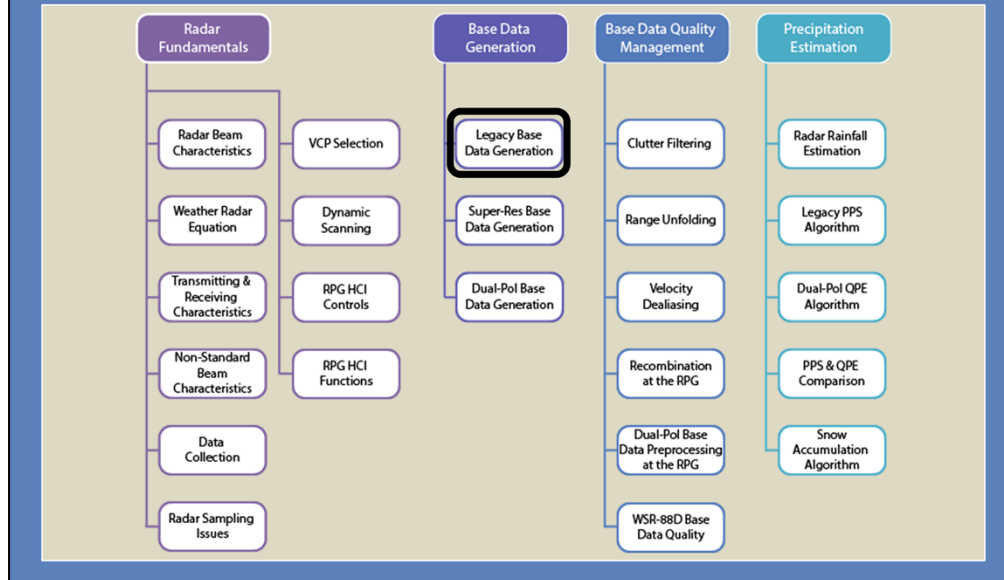 Radar
Fundamentals
Radar Beam
Characteristics
Weather Radar
Equation
Transmitting &
Receiving
Characteristics
Non-Standard
Beam
Characteristics
Data
Collection
Radar Sampling
Issues
VCP Selection
Dynamic
Scanning
RPG HCI
Controls
RPG HCI
Functions
Base Data
Generation
Legacy Base
Data Generation
Super-Res Base
Data Generation
Dual-Pol Base
Data Generation
Base Data Quality
Management
Clutter Filtering
Range Unfolding
Velocity
Dealiasing
Recombination
at the RPG
Dual-Pol Base
Data Preprocessing
at the RPG
WSR-88D Base
Data Quality
Precipitation
Estimation
Radar Rainfall
Estimation
Legacy PPS
Algorithm
Dual-Pol QPE
Algorithm
PPS & QPE
Comparison
Snow
Accumulation
Algorithm